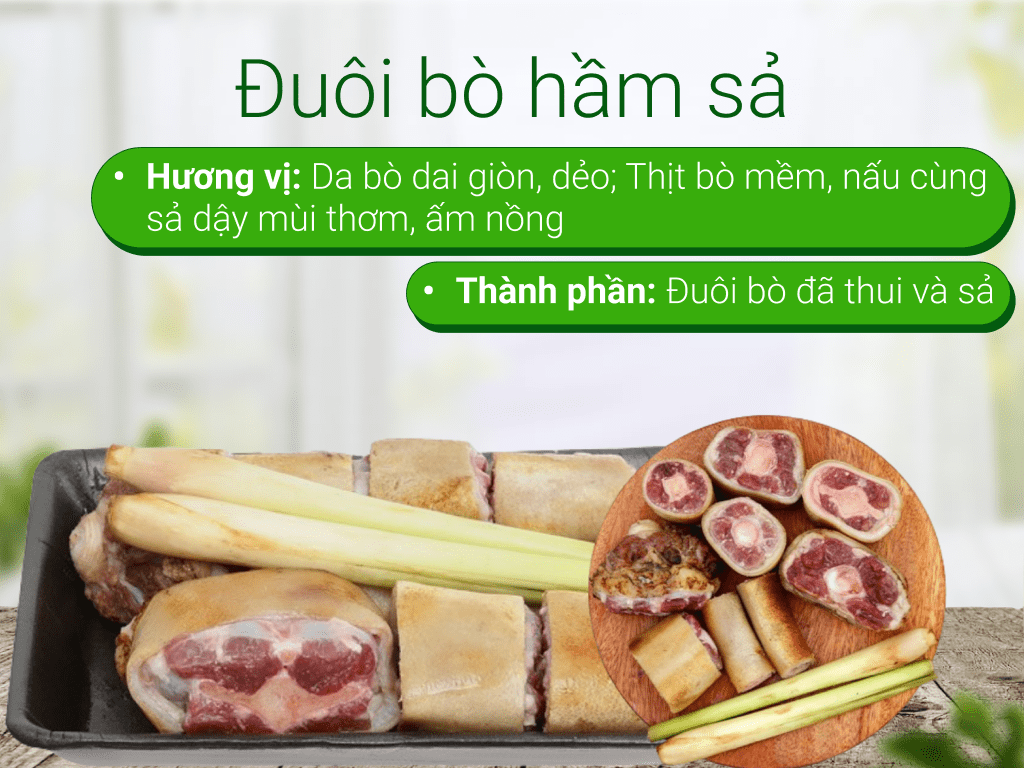 Đuôi bò hầm sả
• Hương vị: Da bò dai giòn, dẻo; Thịt bò mềm, nấu cùng
sả dậy mùi thơm, ấm nồng
• Thành phần: Đuôi bò đã thui và sả